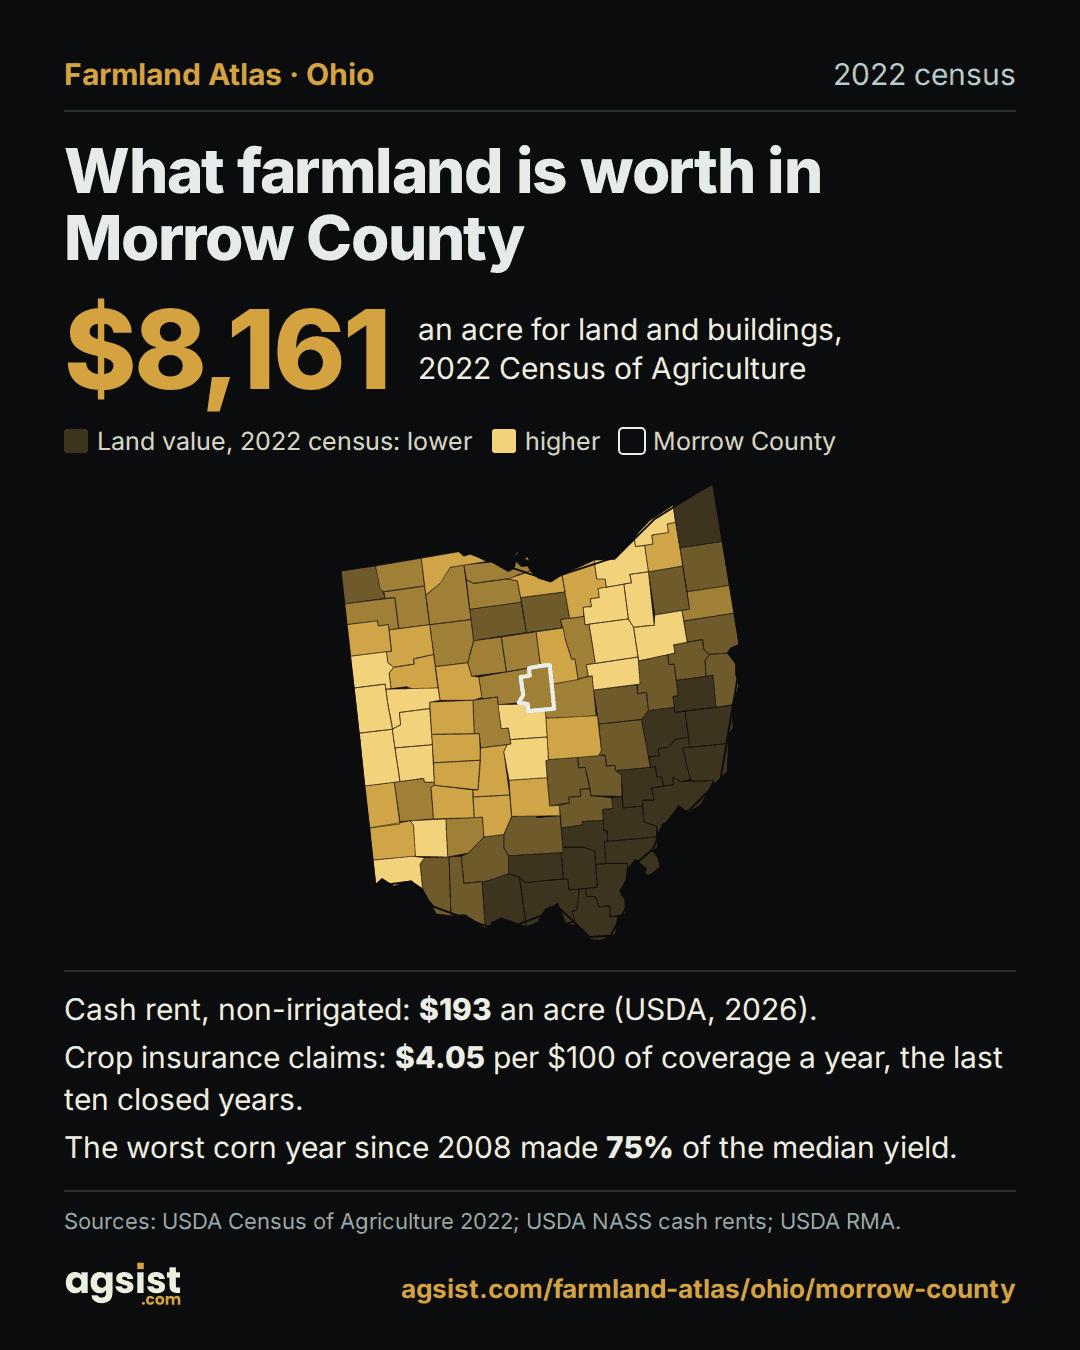 Farmland Atlas · Ohio
2022 census
What farmland is worth in
Morrow County
$8,161
an acre for land and buildings,
2022 Census of Agriculture
Land value, 2022 census: lower
higher
Morrow County
Cash rent, non-irrigated: $193 an acre (USDA, 2026).
Crop insurance claims: $4.05 per $100 of coverage a year, the last
ten closed years.
The worst corn year since 2008 made 75% of the median yield.
Sources: USDA Census of Agriculture 2022; USDA NASS cash rents; USDA RMA.
agsist
.com
agsist.com/farmland-atlas/ohio/morrow-county